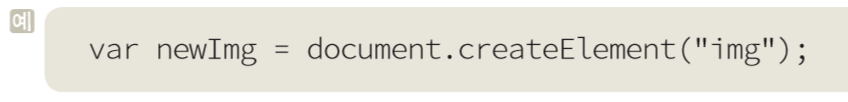 예
var newImg = document.createElement("img");